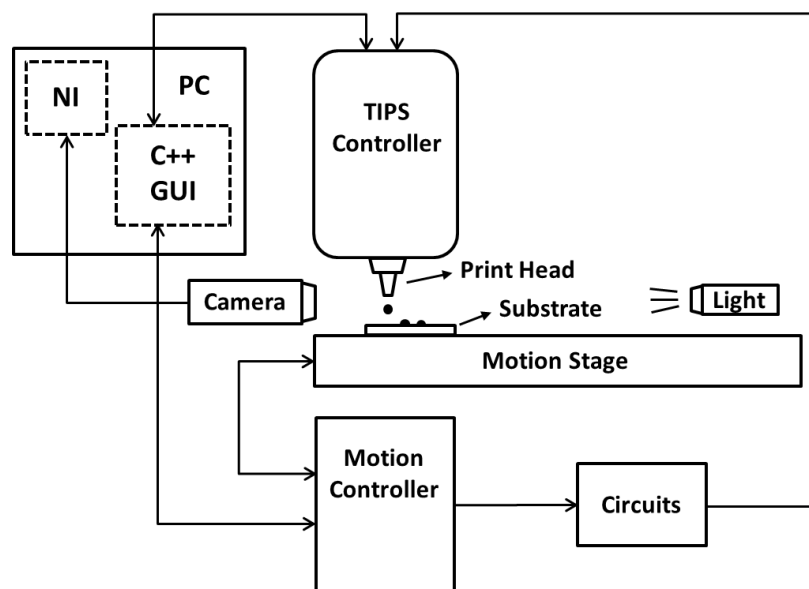 NI
PC
C++
GUI
TIPS
Controller
Print Head
Camera
Substrate
Light
Motion Stage
Motion
Controller
Circuits